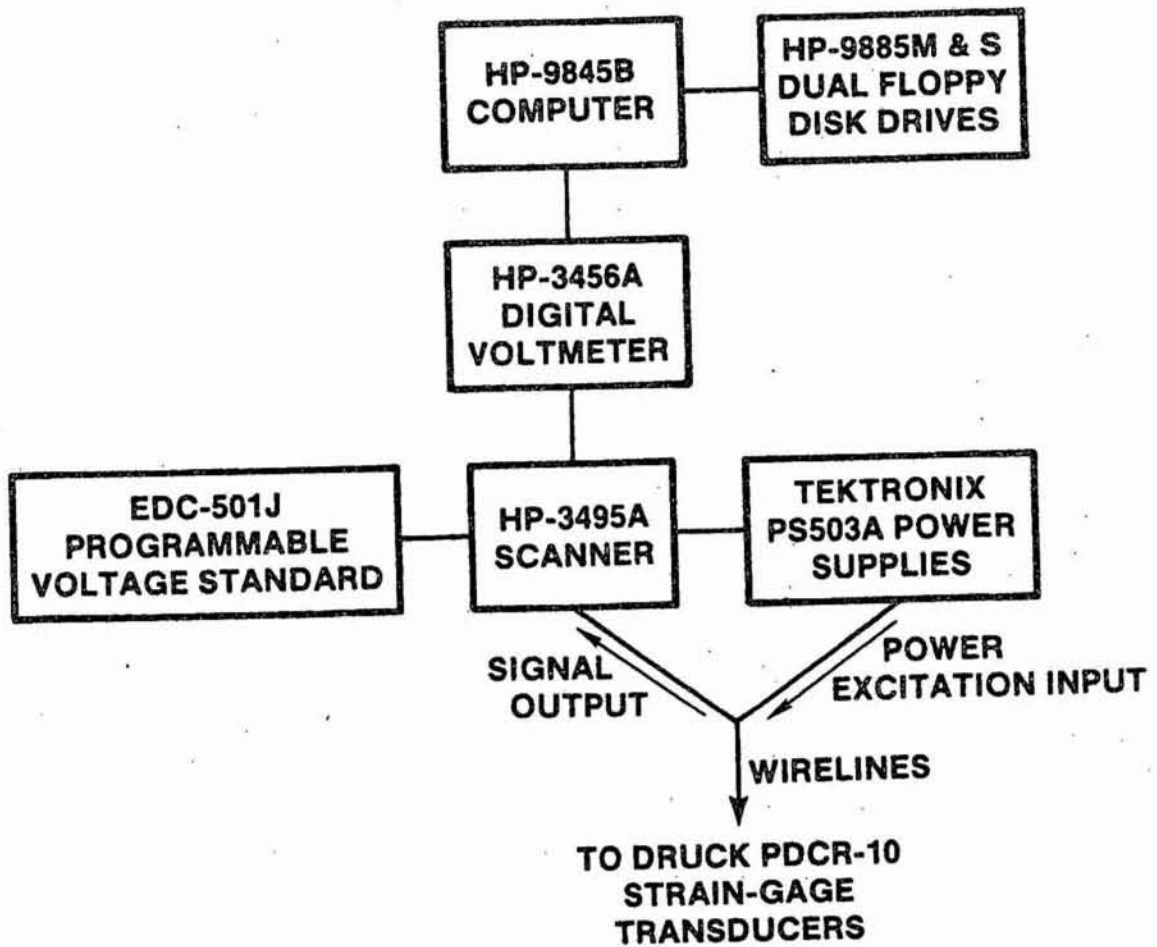 HP-9845B
COMPUTER
HP-9885M & S
DUAL FLOPPY
DISK DRIVES
HP-3456A
DIGITAL
VOLTMETER
EDC-501J
PROGRAMMABLE
VOLTAGE STANDARD
HP-3495A
SCANNER
TEKTRONIX
PS503A POWER
SUPPLIES
SIGNAL
OUTPUT
POWER
EXCITATION INPUT
WIRELINES
TO DRUCK PDCR-10
STRAIN-GAGE
TRANSDUCERS